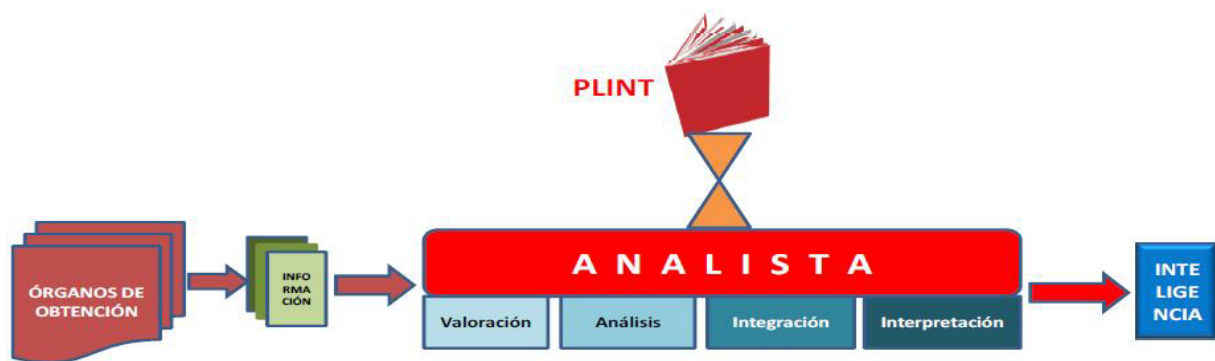 PLINT
ÓRGANOS DE
OBTENCIÓN
INFO
RMA
CIÓN
A N A L I S T A
Valoración
Análisis
Integración
Interpretación
INTE
LIGE
NCIA